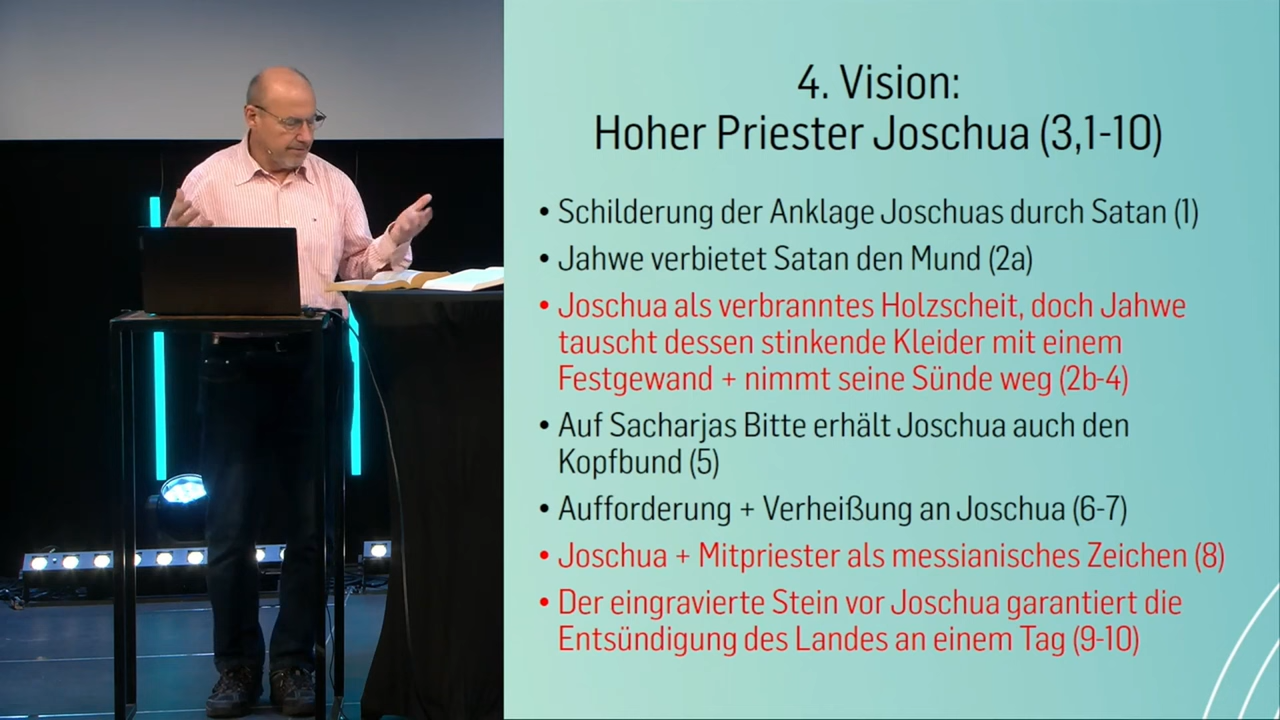 4. Vision:
Hoher Priester Joschua (3,1-10)
• Schilderung der Anklage Joschuas durch Satan (1)
• Jahwe verbietet Satan den Mund (2a)
• Joschua als verbranntes Holzscheit, doch Jahwe
tauscht dessen stinkende Kleider mit einem
Festgewand + nimmt seine Sünde weg (2b-4)
• Auf Sacharjas Bitte erhält Joschua auch den
Kopfbund (5)
• Aufforderung + Verheißung an Joschua (6-7)
• Joschua + Mitpriester als messianisches Zeichen (8)
• Der eingravierte Stein vor Joschua garantiert die
Entsündigung des Landes an einem Tag (9-10)